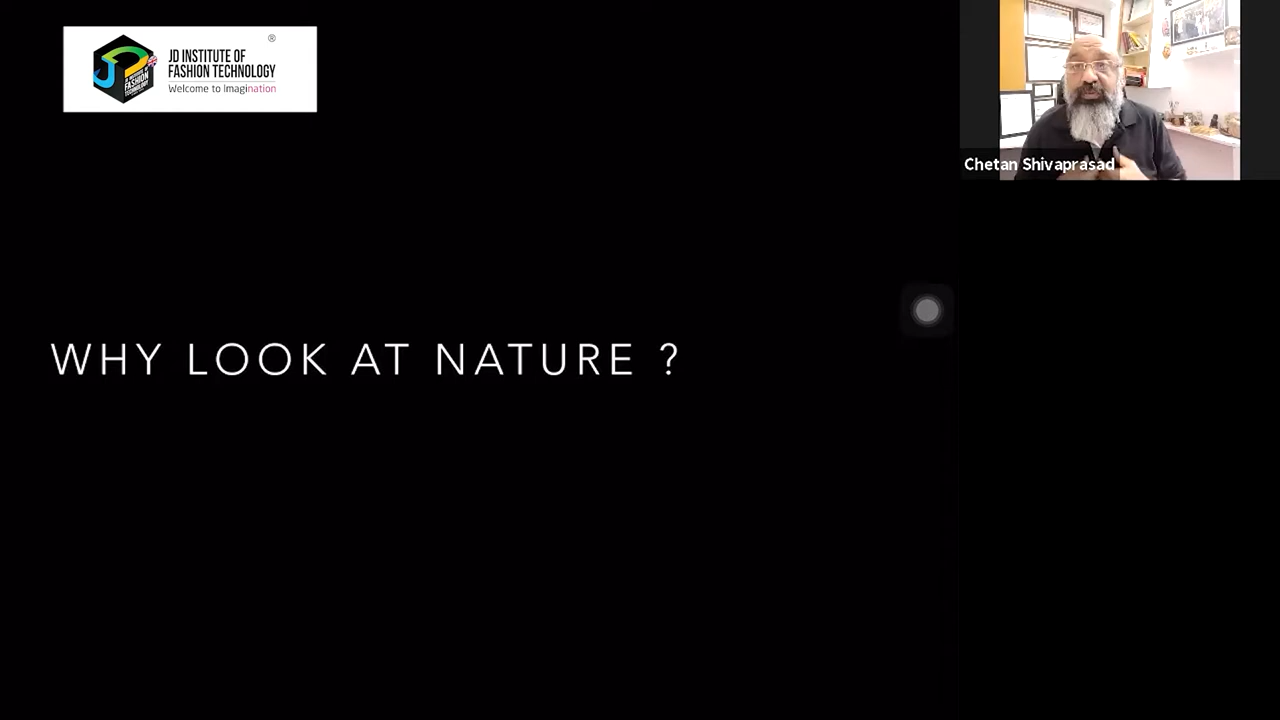 JD INSTITUTE OF
FASHION TECHNOLOGY
®
Welcome to Imagination
Chetan Shivaprasad
WHY LOOK AT NATURE ?